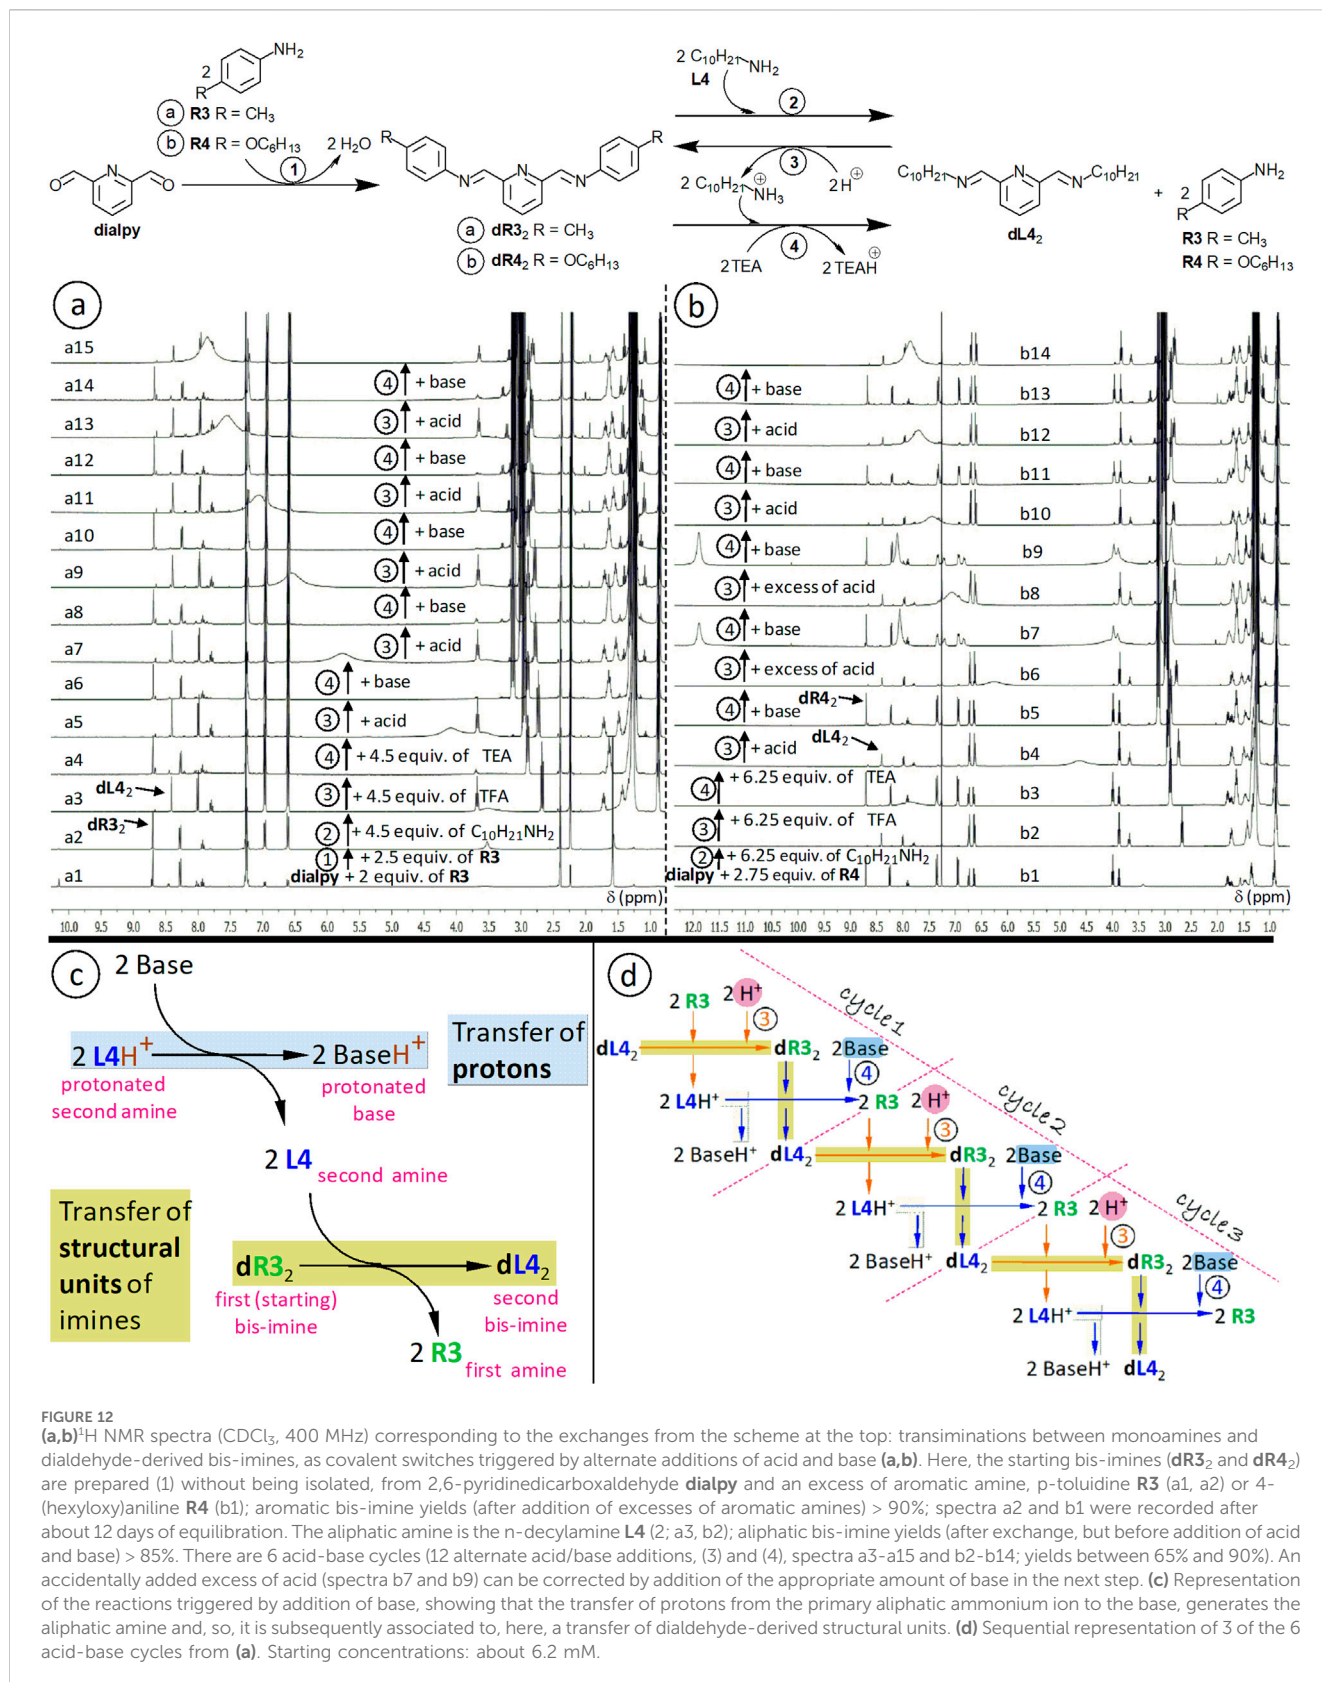 2
NH₂
R
ⓐ R3 R = CH₃
ⓑ R4 R = OC₆H₁₃
1
2 H₂O
O
N
O
dialpy
R
N
N
N
R
ⓐ dR3₂ R = CH₃
ⓑ dR4₂ R = OC₆H₁₃
2 C₁₀H₂₁
NH₂
L4
2
3
2 C₁₀H₂₁
NH₃
⊕
2H
⊕
4
2TEA
2 TEAH
⊕
C₁₀H₂₁
N
N
N
C₁₀H₂₁
dL4₂
+
2
NH₂
R
R3 R = CH₃
R4 R = OC₆H₁₃
a
a15
④ + base
a14
③ + acid
a13
④ + base
a12
③ + acid
a11
④ + base
a10
③ + acid
a9
④ + base
a8
③ + acid
a7
④ + base
a6
③ + acid
a5
④ + 4.5 equiv. of TEA
a4
dL4₂
a3
③ + 4.5 equiv. of TFA
dR3₂
a2
② + 4.5 equiv. of C₁₀H₂₁NH₂
① + 2.5 equiv. of R3
a1
dialpy + 2 equiv. of R3
δ (ppm)
10.0 9.0 8.0 7.5 7.0 6.5 6.0 5.5 5.0 4.5 4.0 3.5 3.0 2.5 2.0 1.5 1.0
b
b14
④ + base
b13
③ + acid
b12
④ + base
b11
③ + acid
b10
④ + base
b9
③ + excess of acid
b8
④ + base
b7
③ + excess of acid
b6
dR4₂
④ + base
b5
dL4₂
③ + acid
b4
④ + 6.25 equiv. of TEA
b3
③ + 6.25 equiv. of TFA
b2
② + 6.25 equiv. of C₁₀H₂₁NH₂
dialpy + 2.75 equiv. of R4
b1
δ (ppm)
12.0 11.5 11.0 10.5 10.0 9.5 9.0 8.5 8.0 7.5 7.0 6.5 6.0 5.5 5.0 4.5 4.0 3.5 3.0 2.5 2.0 1.5 1.0
c
2 Base
2 L4H⁺
2 BaseH⁺
Transfer of
protons
protonated
second amine
protonated
base
2 L4
second amine
Transfer of
structural
units of
imines
dR3₂
dL4₂
first (starting)
bis-imine
second
bis-imine
2 R3
first amine
d
2 R3
2 H⁺
③
cycle1
dL4₂
dR3₂
2Base
④
2 L4H⁺
2 R3
2 H⁺
③
cycle2
2 BaseH⁺
dL4₂
dR3₂
2Base
④
2 L4H⁺
2 R3
2 H⁺
③
cycle3
2 BaseH⁺
dL4₂
dR3₂
2Base
④
2 L4H⁺
2 R3
2 BaseH⁺
dL4₂
FIGURE 12
(a,b)¹H NMR spectra (CDCl₃, 400 MHz) corresponding to the exchanges from the scheme at the top: transiminations between monoamines and
dialdehyde-derived bis-imines, as covalent switches triggered by alternate additions of acid and base (a,b). Here, the starting bis-imines (dR3₂ and dR4₂)
are prepared (1) without being isolated, from 2,6-pyridinedicarboxaldehyde dialpy and an excess of aromatic amine, p-toluidine R3 (a1, a2) or 4-
(hexyloxy)aniline R4 (b1); aromatic bis-imine yields (after addition of excesses of aromatic amines) > 90%; spectra a2 and b1 were recorded after
about 12 days of equilibration. The aliphatic amine is the n-decylamine L4 (2; a3, b2); aliphatic bis-imine yields (after exchange, but before addition of acid
and base) > 85%. There are 6 acid-base cycles (12 alternate acid/base additions, (3) and (4), spectra a3-a15 and b2-b14; yields between 65% and 90%). An
accidentally added excess of acid (spectra b7 and b9) can be corrected by addition of the appropriate amount of base in the next step. (c) Representation
of the reactions triggered by addition of base, showing that the transfer of protons from the primary aliphatic ammonium ion to the base, generates the
aliphatic amine and, so, it is subsequently associated to, here, a transfer of dialdehyde-derived structural units. (d) Sequential representation of 3 of the 6
acid-base cycles from (a). Starting concentrations: about 6.2 mM.